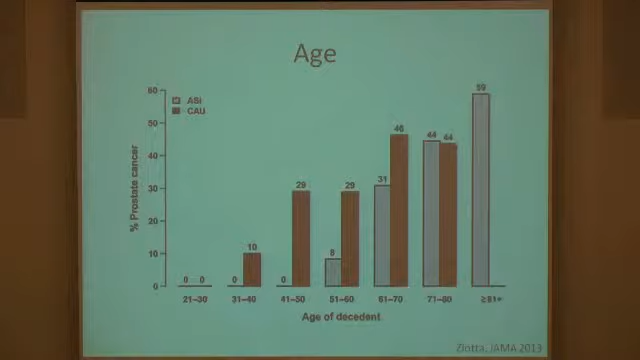 Age
60
50
40
30
20
10
0
% Prostate cancer
ASI
CAU
0 0
0 10
0 29
8 29
31 46
44 44
59
21–30 31–40 41–50 51–60 61–70 71–80 ≥81*
Age of decedent
Zlotta, JAMA 2013